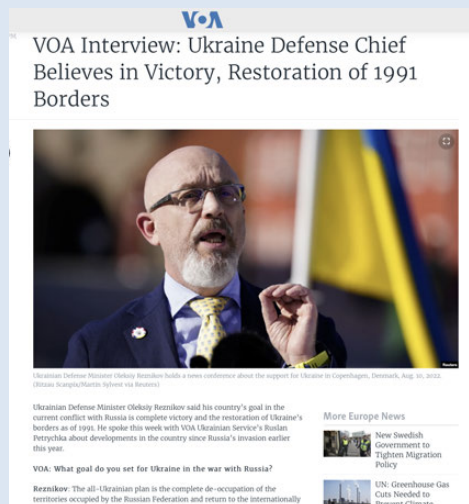 VOA
VOA Interview: Ukraine Defense Chief
Believes in Victory, Restoration of 1991
Borders
Reuters
Ukrainian Defense Minister Oleksiy Reznikov holds a news conference about the support for Ukraine in Copenhagen, Denmark, Aug. 10, 2022.
(Ritzau Scanpix/Martin Sylvest via Reuters)
Ukrainian Defense Minister Oleksiy Reznikov said his country's goal in the
current conflict with Russia is complete victory and the restoration of Ukraine's
borders as of 1991. He spoke this week with VOA Ukrainian Service's Ruslan
Petrychka about developments in the country since Russia's invasion earlier
this year.
VOA: What goal do you set for Ukraine in the war with Russia?
Reznikov: The all-Ukrainian plan is the complete de-occupation of the
territories occupied by the Russian Federation and return to the internationally
More Europe News
New Swedish
Government to
Tighten Migration
Policy
UN: Greenhouse Gas
Cuts Needed to
Prevent Climate